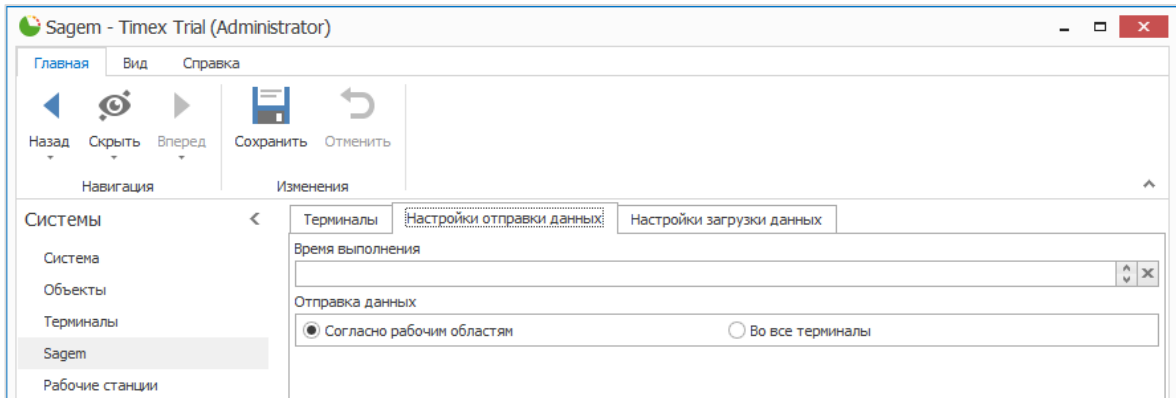 Sagem - Timex Trial (Administrator)
Главная Вид Справка
Назад Скрыть Вперед Сохранить Отменить
Навигация Изменения
Системы Терминалы Настройки отправки данных Настройки загрузки данных
Система
Объекты
Терминалы
Sagem
Рабочие станции
Время выполнения
Отправка данных
Согласно рабочим областям Во все терминалы